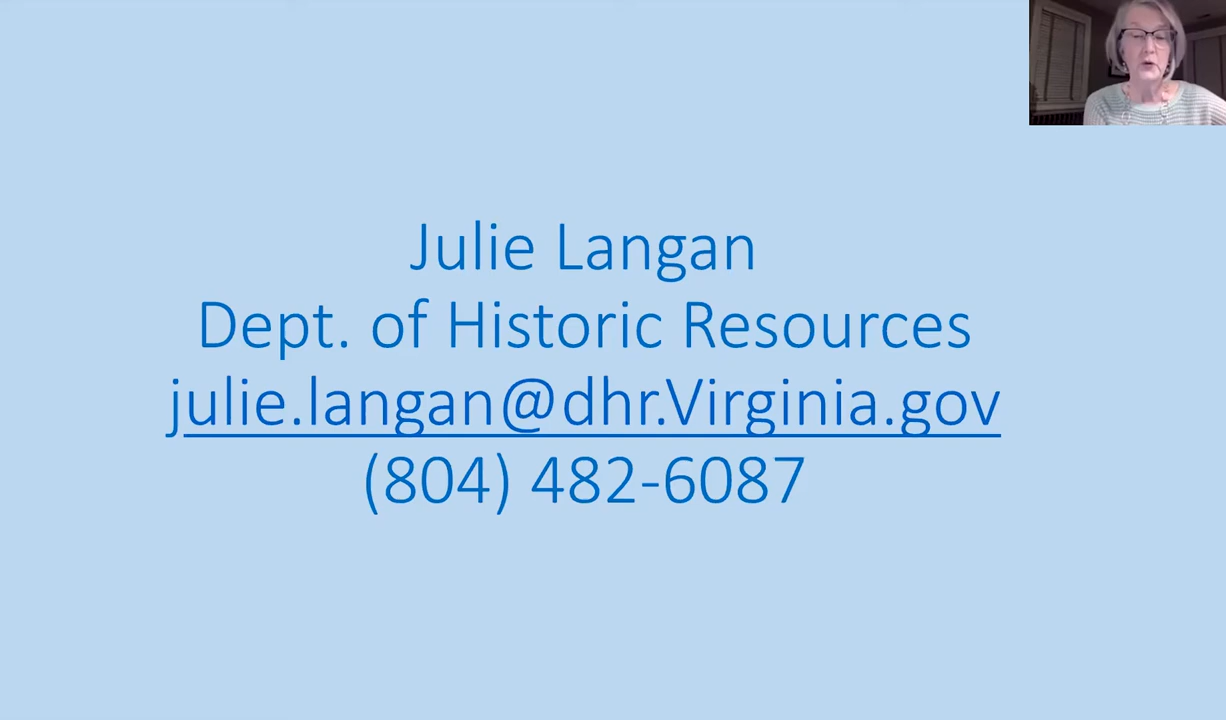 Julie Langan
Dept. of Historic Resources
julie.langan@dhr.Virginia.gov
(804) 482-6087